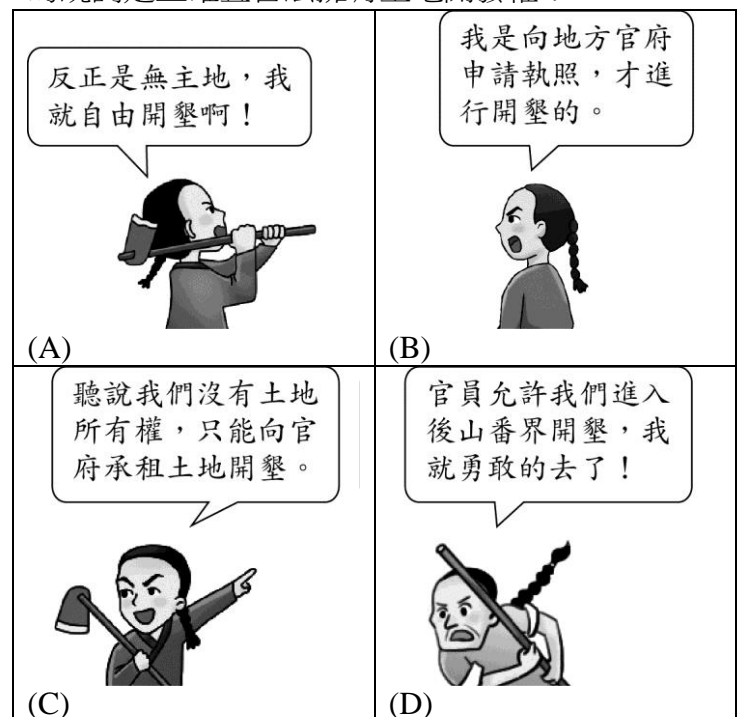 反正是無主地，我
就自由開墾啊！
(A)
我是向地方官府
申請執照，才進
行開墾的。
(B)
聽說我們沒有土地
所有權，只能向官
府承租土地開墾。
(C)
官員允許我們進入
後山番界開墾，我
就勇敢的去了！
(D)